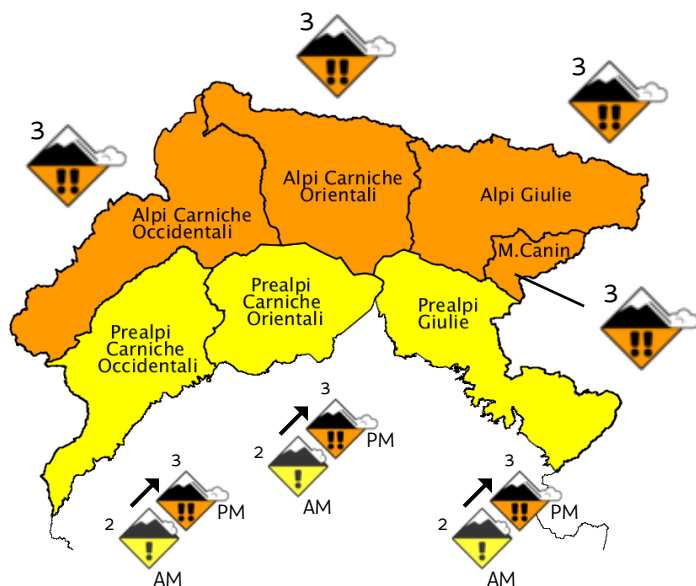 3
3
3
Alpi Carniche
Orientali
Alpi Giulie
Alpi Carniche
Occidentali
M.Canin
Prealpi
Carniche
Orientali
Prealpi
Giulie
3
Prealpi
Carniche
Occidentali
3
PM
2
AM
3
PM
2
AM
3
PM
2
AM